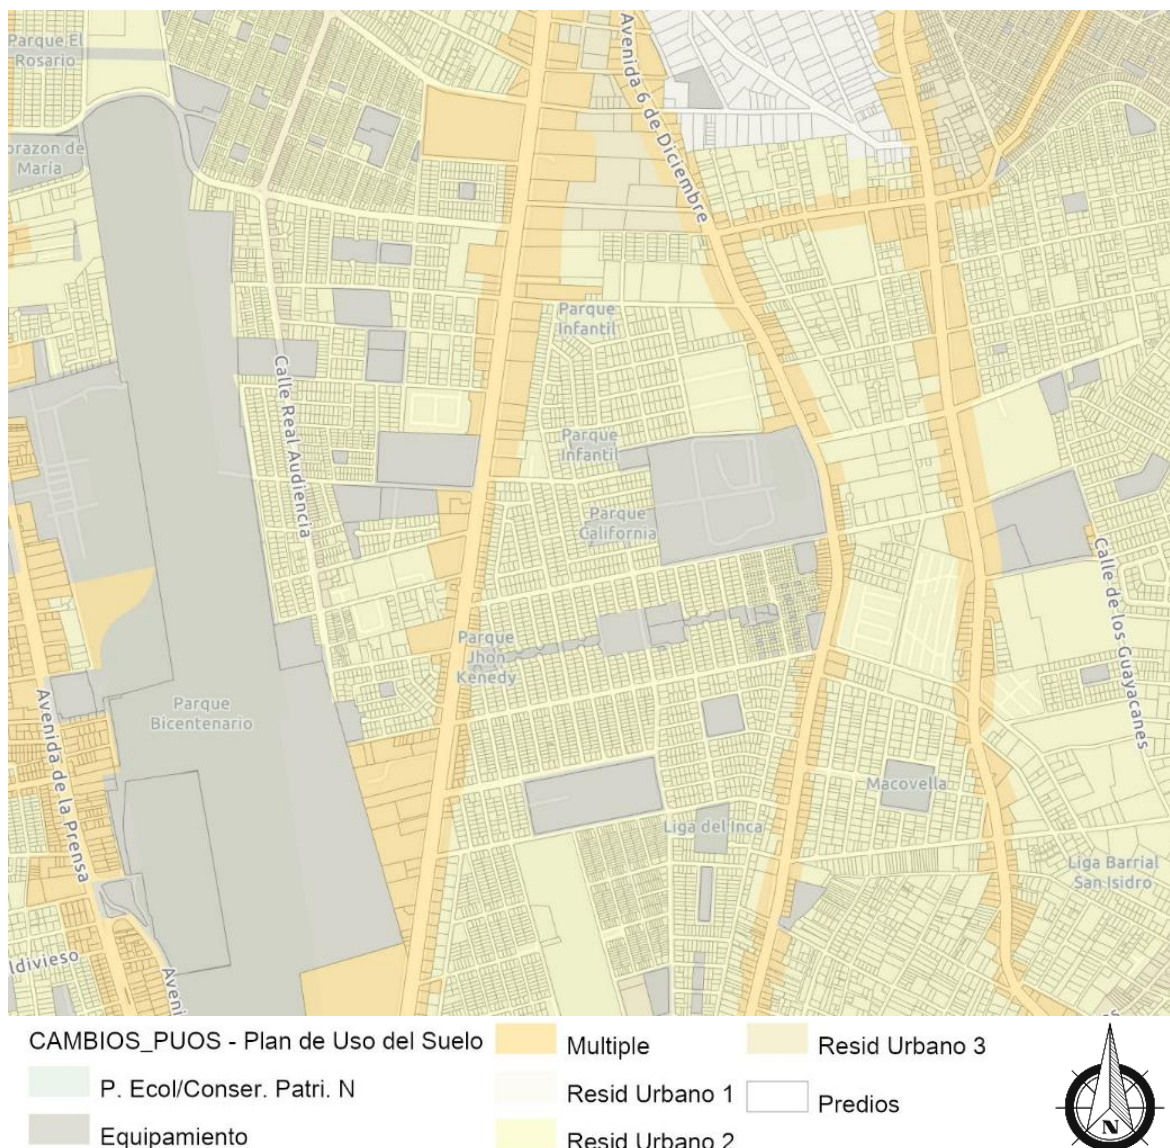 Parque El
Rosario
orazon de
Maria
Avenida 6 de Diciembre
Parque
Infantil
Calle Real Audiencia
Parque
Infantil
Parque
California
Calle de los Guayacanes
Parque
Jhon
Kenedy
Parque
Bicentenario
Avenida de la Prensa
Macovella
Liga del Inca
Liga Barrial
San Isidro
ldivieso
Aveni
CAMBIOS_PUOS - Plan de Uso del Suelo
P. Ecol/Conser. Patri. N
Equipamiento
Multiple
Resid Urbano 1
Resid Urbano 2
Resid Urbano 3
Predios
N